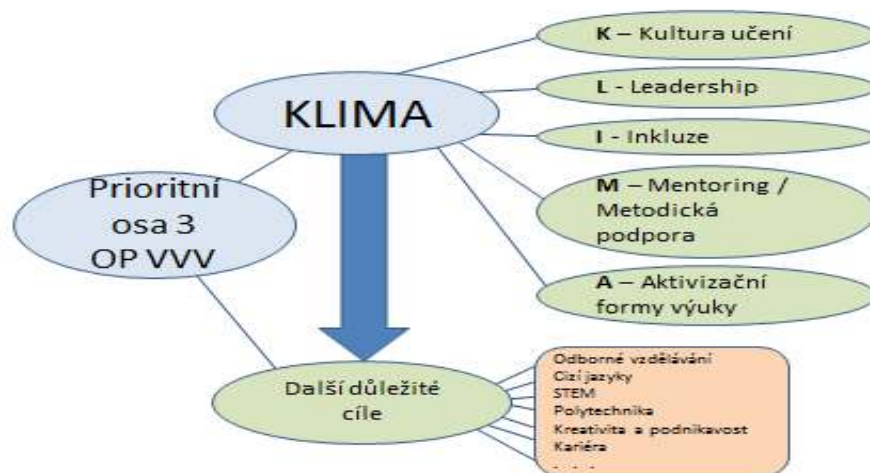 KLIMA
K – Kultura učení
L - Leadership
I - Inkluze
M – Mentoring /
Metodická
podpora
A – Aktivizační
formy výuky
Prioritní
osa 3
OP VVV
Další důležité
cíle
Odborné vzdělávání
Cizí jazyky
STEM
Polytechnika
Kreativita a podnikavost
Kariéra